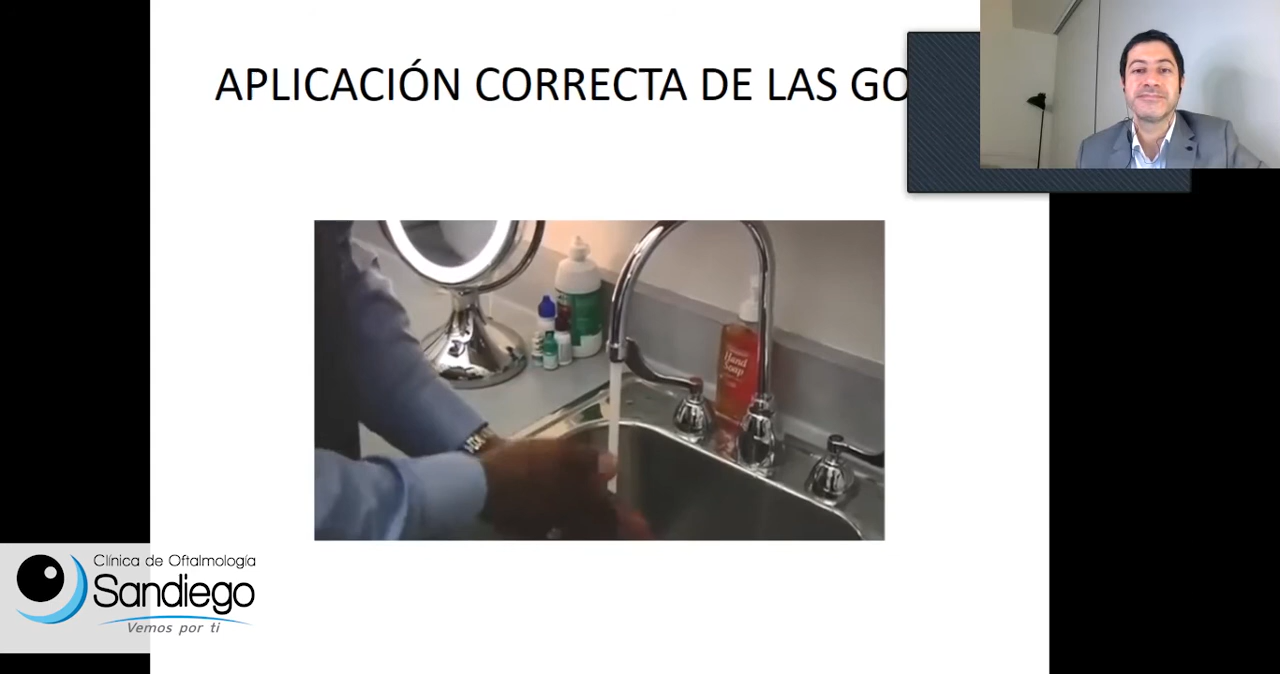 APLICACIÓN CORRECTA DE LAS GO
Hand
Soap
Clínica de Oftalmología
Sandiego
Vemos por ti